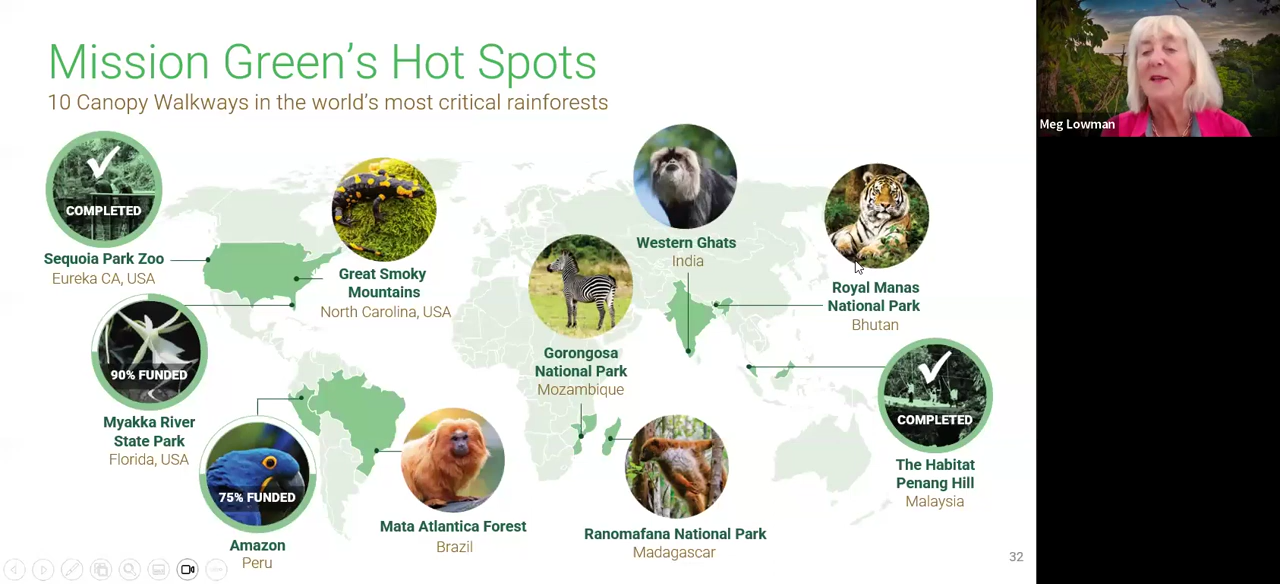 Mission Green's Hot Spots
10 Canopy Walkways in the world's most critical rainforests
Meg Lowman
COMPLETED
Sequoia Park Zoo
Eureka CA, USA
Great Smoky
Mountains
North Carolina, USA
Western Ghats
India
Royal Manas
National Park
Bhutan
90% FUNDED
Myakka River
State Park
Florida, USA
Gorongosa
National Park
Mozambique
COMPLETED
The Habitat
Penang Hill
Malaysia
75% FUNDED
Amazon
Peru
Mata Atlantica Forest
Brazil
Ranomafana National Park
Madagascar
32